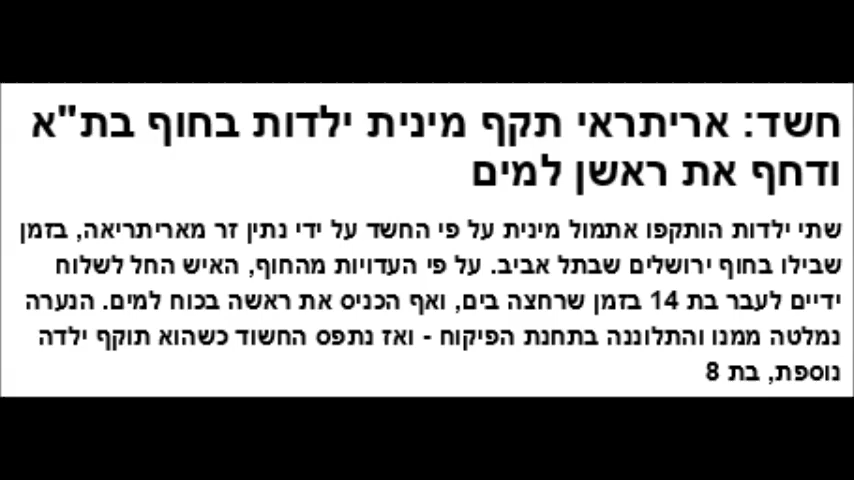 חשד: אריתראי תקף מינית ילדות בחוף בת"א
ודחף את ראשן למים
שתי ילדות הותקפו אתמול מינית על פי החשד על ידי נתין זר מאריתריאה, בזמן
שבילו בחוף ירושלים שבתל אביב. על פי העדויות מהחוף, האיש החל לשלוח
ידיים לעבר בת 14 בזמן שרחצה בים, ואף הכניס את ראשה בכוח למים. הנערה
נמלטה ממנו והתלוננה בתחנת הפיקוח - ואז נתפס החשוד כשהוא תוקף ילדה
נוספת, בת 8